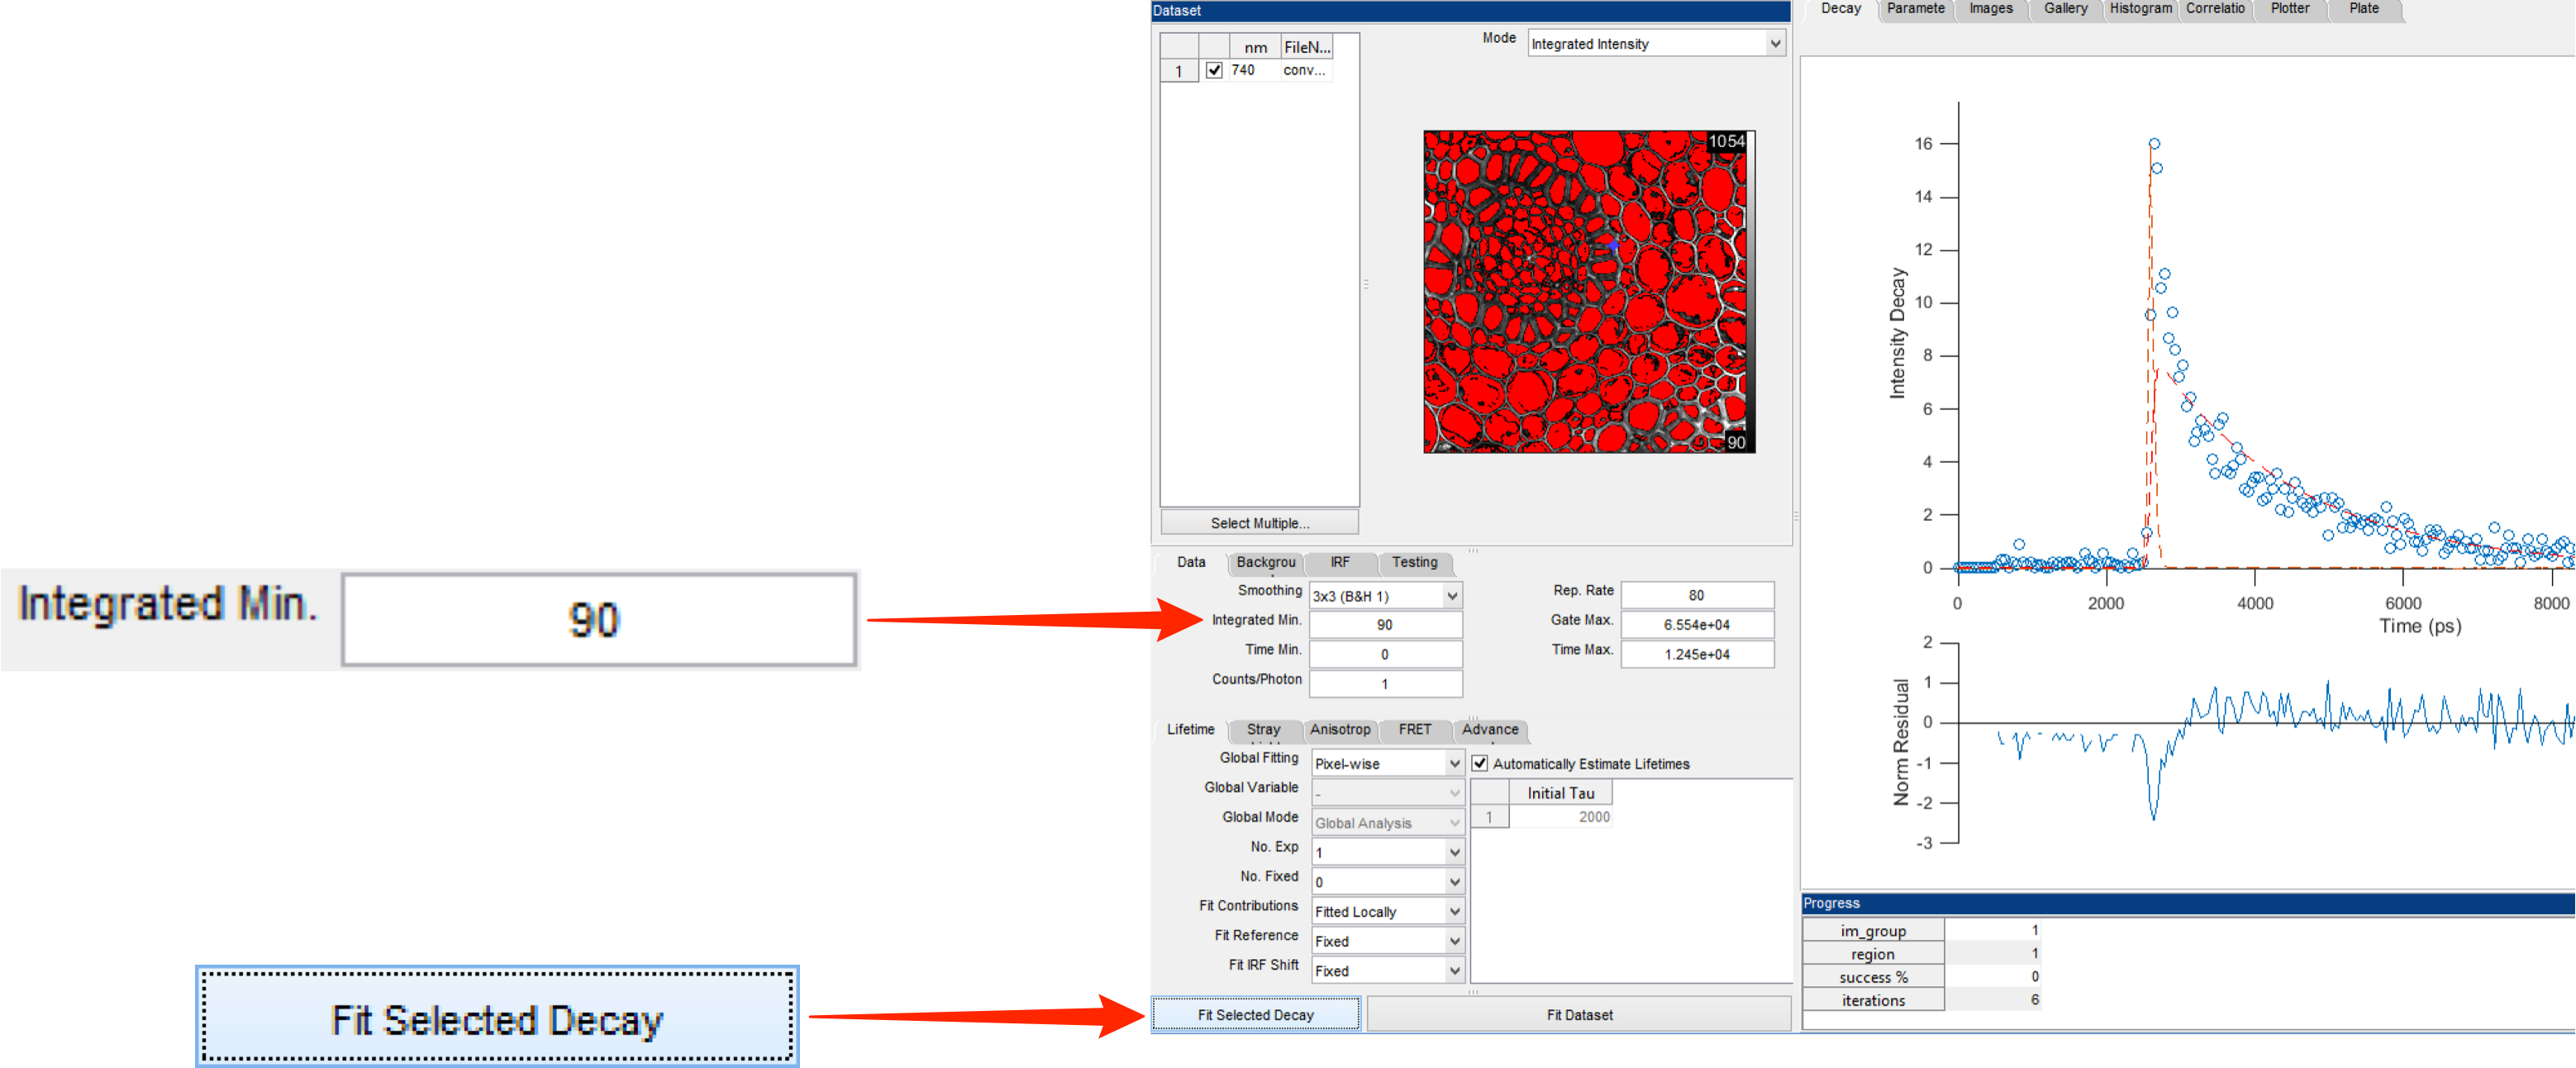 Integrated Min. 90
Fit Selected Decay
Dataset
nm FileN...
1 740 conv...
Select Multiple...
Mode Integrated Intensity
1054
90
Data Backgrou IRF Testing
Smoothing 3x3 (B&H 1)
Integrated Min. 90
Time Min. 0
Counts/Photon 1
Rep. Rate 80
Gate Max. 6.554e+04
Time Max. 1.245e+04
Lifetime Stray Anisotrop FRET Advance
Global Fitting Pixel-wise
Global Variable -
Global Mode Global Analysis
No. Exp 1
No. Fixed 0
Fit Contributions Fitted Locally
Fit Reference Fixed
Fit IRF Shift Fixed
Automatically Estimate Lifetimes
Initial Tau
1 2000
Fit Selected Decay Fit Dataset
Decay Paramete Images Gallery Histogram Correlatio Plotter Plate
Intensity Decay
16
14
12
10
8
6
4
2
0
0 2000 4000 6000 8000
Time (ps)
Norm Residual
2
1
0
-1
-2
-3
Progress
im_group 1
region 1
success % 0
iterations 6